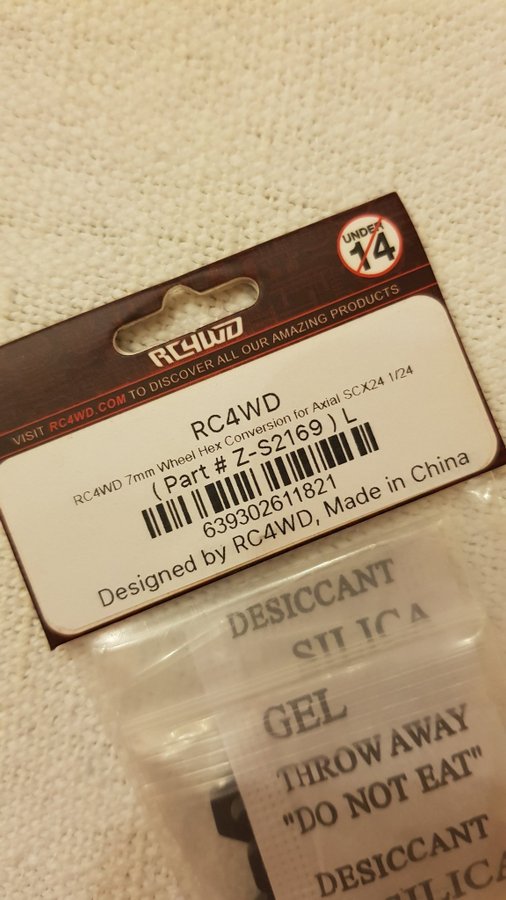 UNDER
14
RC4WD
VISIT RC4WD.COM TO DISCOVER ALL OUR AMAZING PRODUCTS
RC4WD
RC4WD 7mm Wheel Hex Conversion for Axial SCX24 1/24
( Part # Z-S2169 ) L
639302611821
Designed by RC4WD, Made in China
DESICCANT
SILICA
GEL
THROW AWAY
"DO NOT EAT"
DESICCANT
SILICA